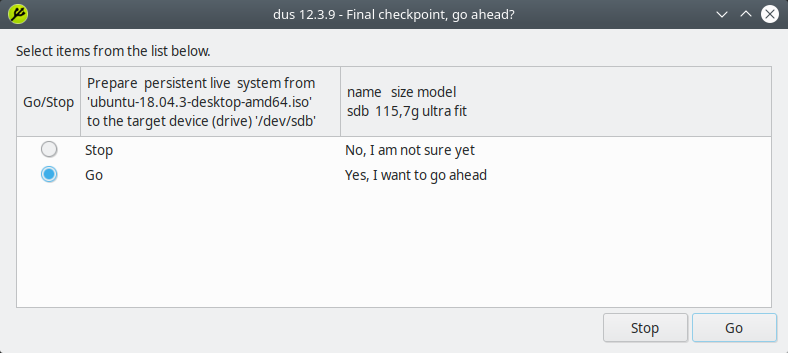 dus 12.3.9 - Final checkpoint, go ahead?
Select items from the list below.
Go/Stop
Prepare persistent live system from
'ubuntu-18.04.3-desktop-amd64.iso'
to the target device (drive) '/dev/sdb'
name size model
sdb 115,7g ultra fit
Stop No, I am not sure yet
Go Yes, I want to go ahead
Stop Go